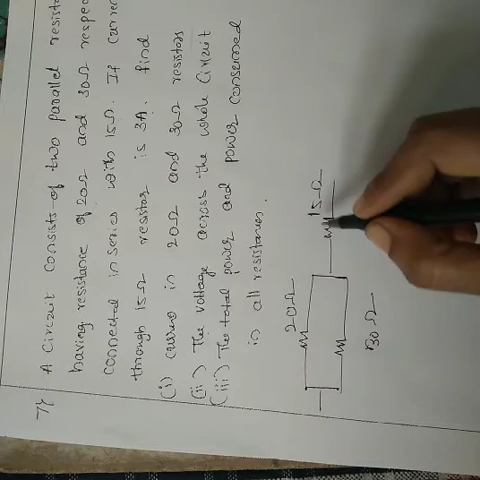 7) A Circuit consists of two parallel
having resistance of 20Ω and 30Ω
connected in series with 15Ω. If
through 15Ω resistor is 3A. find
(i) current in 20Ω and 30Ω resistors
(ii) The voltage across the whole Circuit
(iii) The total power and power consumed
in all resistances.
20Ω
15Ω
30Ω